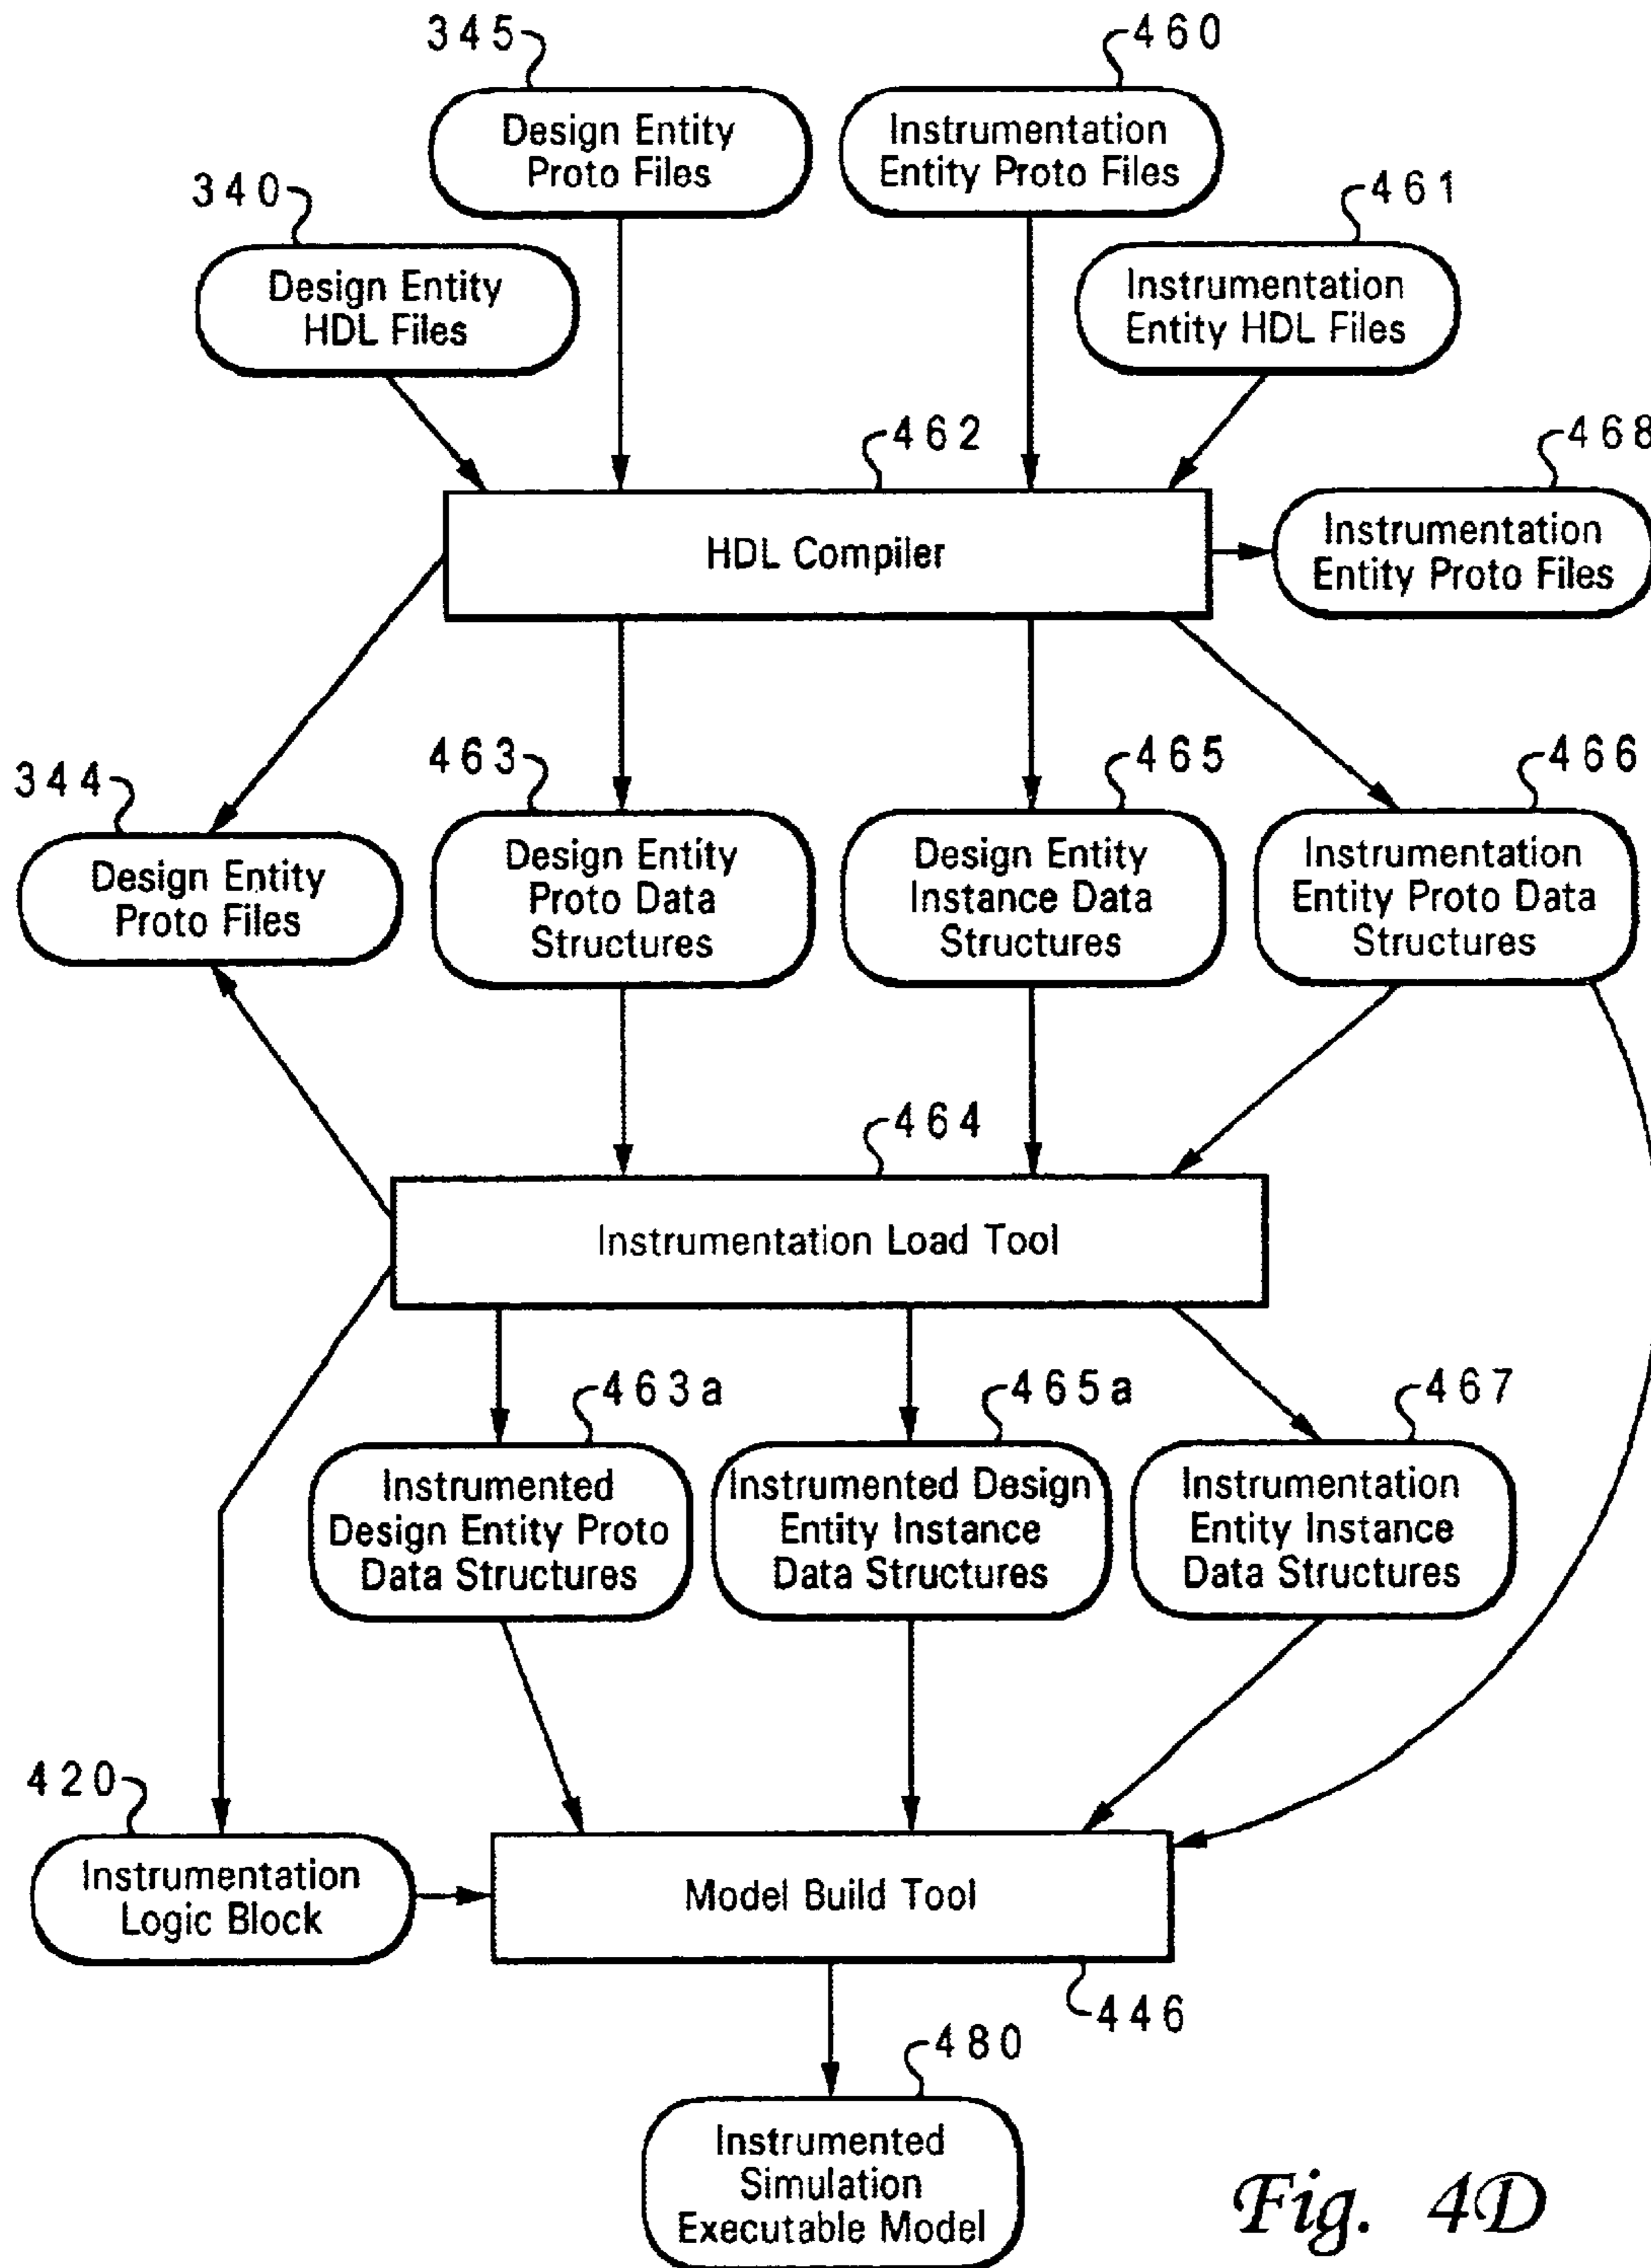 345
460
Design Entity
Proto Files
Instrumentation
Entity Proto Files
340
461
Design Entity
HDL Files
Instrumentation
Entity HDL Files
462
468
HDL Compiler
Instrumentation
Entity Proto Files
344
463
465
466
Design Entity
Proto Files
Design Entity
Proto Data
Structures
Design Entity
Instance Data
Structures
Instrumentation
Entity Proto Data
Structures
464
Instrumentation Load Tool
463a
465a
467
Instrumented
Design Entity Proto
Data Structures
Instrumented Design
Entity Instance
Data Structures
Instrumentation
Entity Instance
Data Structures
420
Instrumentation
Logic Block
Model Build Tool
446
480
Instrumented
Simulation
Executable Model
Fig. 4D